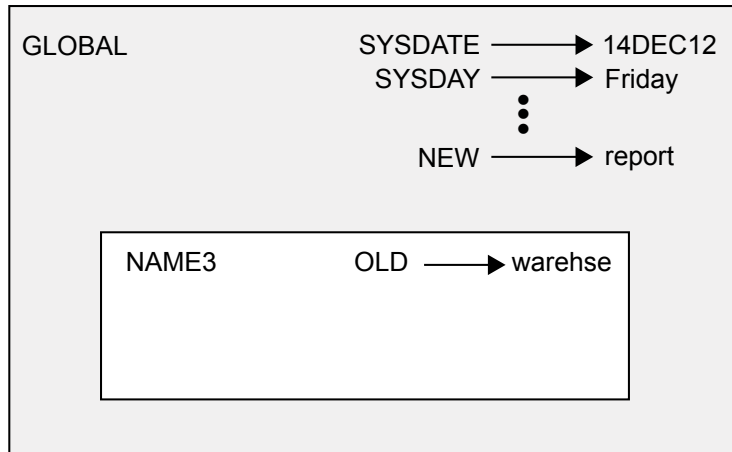 GLOBAL SYSDATE 14DEC12
SYSDAY Friday
NEW report
NAME3 OLD warehse